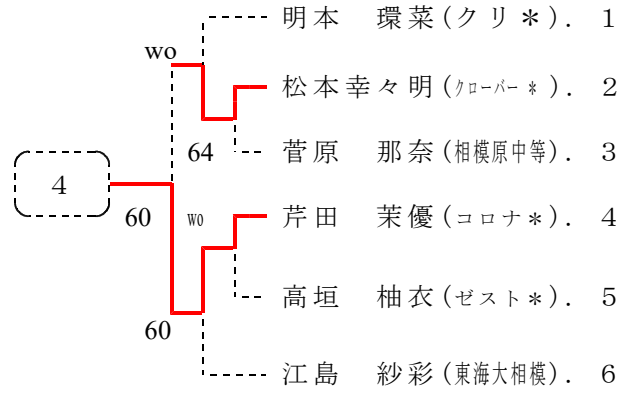 明本　環菜(クリ＊).　1
wo
松本幸々明(クローバー＊).　2
64
菅原　那奈(相模原中等).　3
4
60
wo
芹田　茉優(コロナ＊).　4
高垣　柚衣(ゼスト＊).　5
60
江島　紗彩(東海大相模).　6